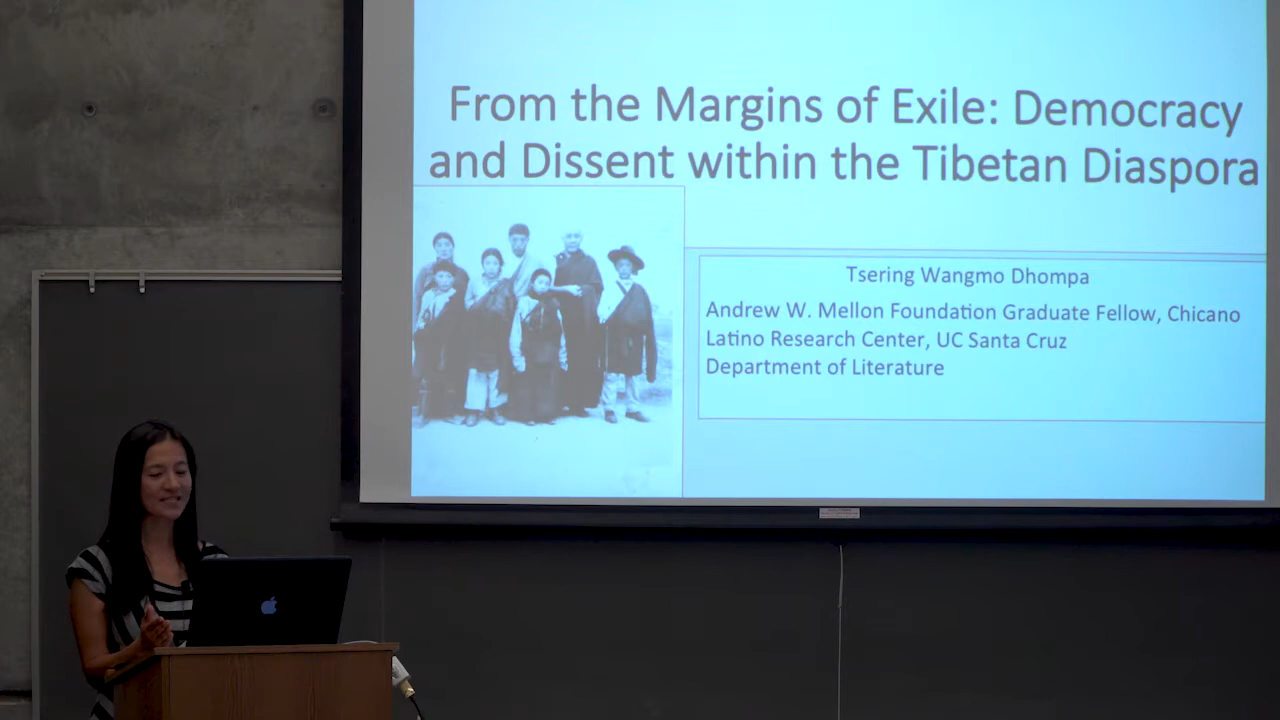 From the Margins of Exile: Democracy
and Dissent within the Tibetan Diaspora
Tsering Wangmo Dhompa
Andrew W. Mellon Foundation Graduate Fellow, Chicano
Latino Research Center, UC Santa Cruz
Department of Literature